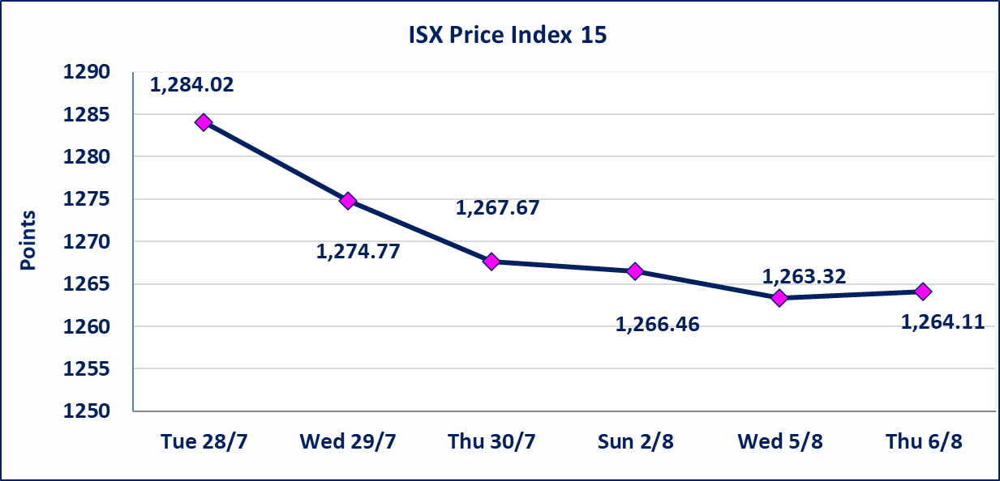 ISX Price Index 15
1290
1285
1280
1275
1270
1265
1260
1255
1250
Points
1,284.02
1,274.77
1,267.67
1,266.46
1,263.32
1,264.11
Tue 28/7
Wed 29/7
Thu 30/7
Sun 2/8
Wed 5/8
Thu 6/8